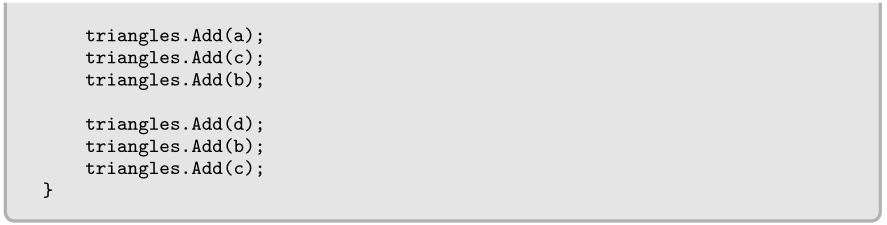 triangles.Add(a);
triangles.Add(c);
triangles.Add(b);
triangles.Add(d);
triangles.Add(b);
triangles.Add(c);
}